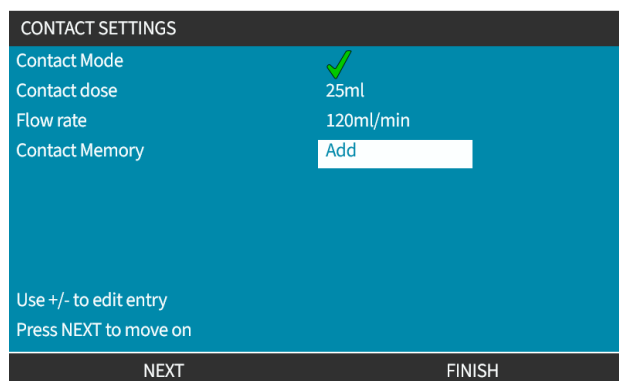 CONTACT SETTINGS
Contact Mode
Contact dose 25ml
Flow rate 120ml/min
Contact Memory Add
Use +/- to edit entry
Press NEXT to move on
NEXT FINISH